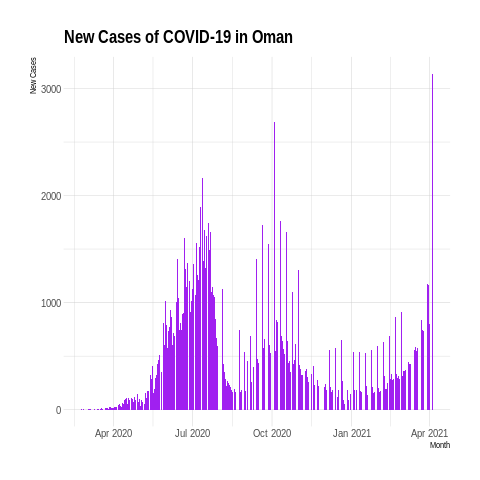 New Cases of COVID-19 in Oman
New Cases
3000
2000
1000
0
Apr 2020
Jul 2020
Oct 2020
Jan 2021
Apr 2021
Month